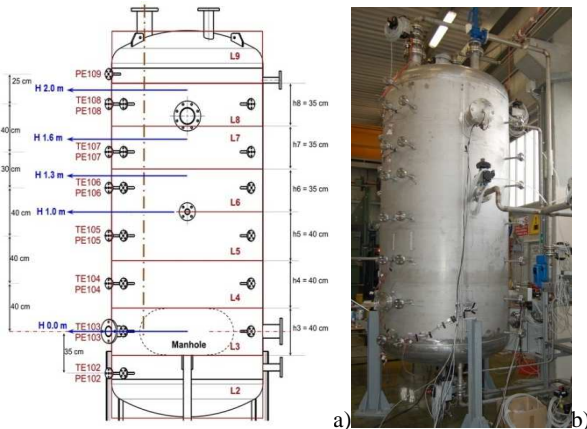 L9
PE109
25 cm
H 2.0 m
TE108
PE108
L8
h8 = 35 cm
40 cm
H 1.6 m
L7
TE107
PE107
h7 = 35 cm
30 cm
H 1.3 m
TE106
PE106
h6 = 35 cm
L6
40 cm
H 1.0 m
TE105
PE105
h5 = 40 cm
L5
40 cm
TE104
PE104
h4 = 40 cm
L4
40 cm
H 0.0 m
TE103
PE103
h3 = 40 cm
Manhole
L3
35 cm
TE102
PE102
L2
a)
b)